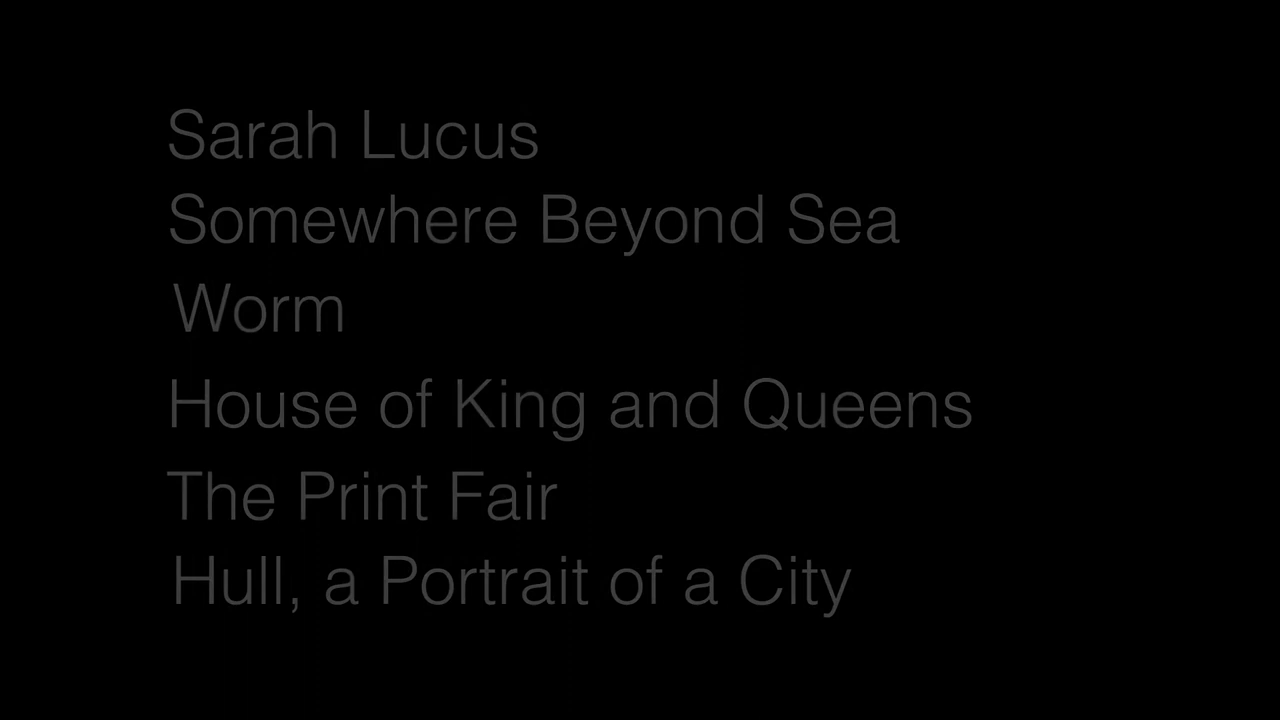 Sarah Lucus
Somewhere Beyond Sea
Worm
House of King and Queens
The Print Fair
Hull, a Portrait of a City